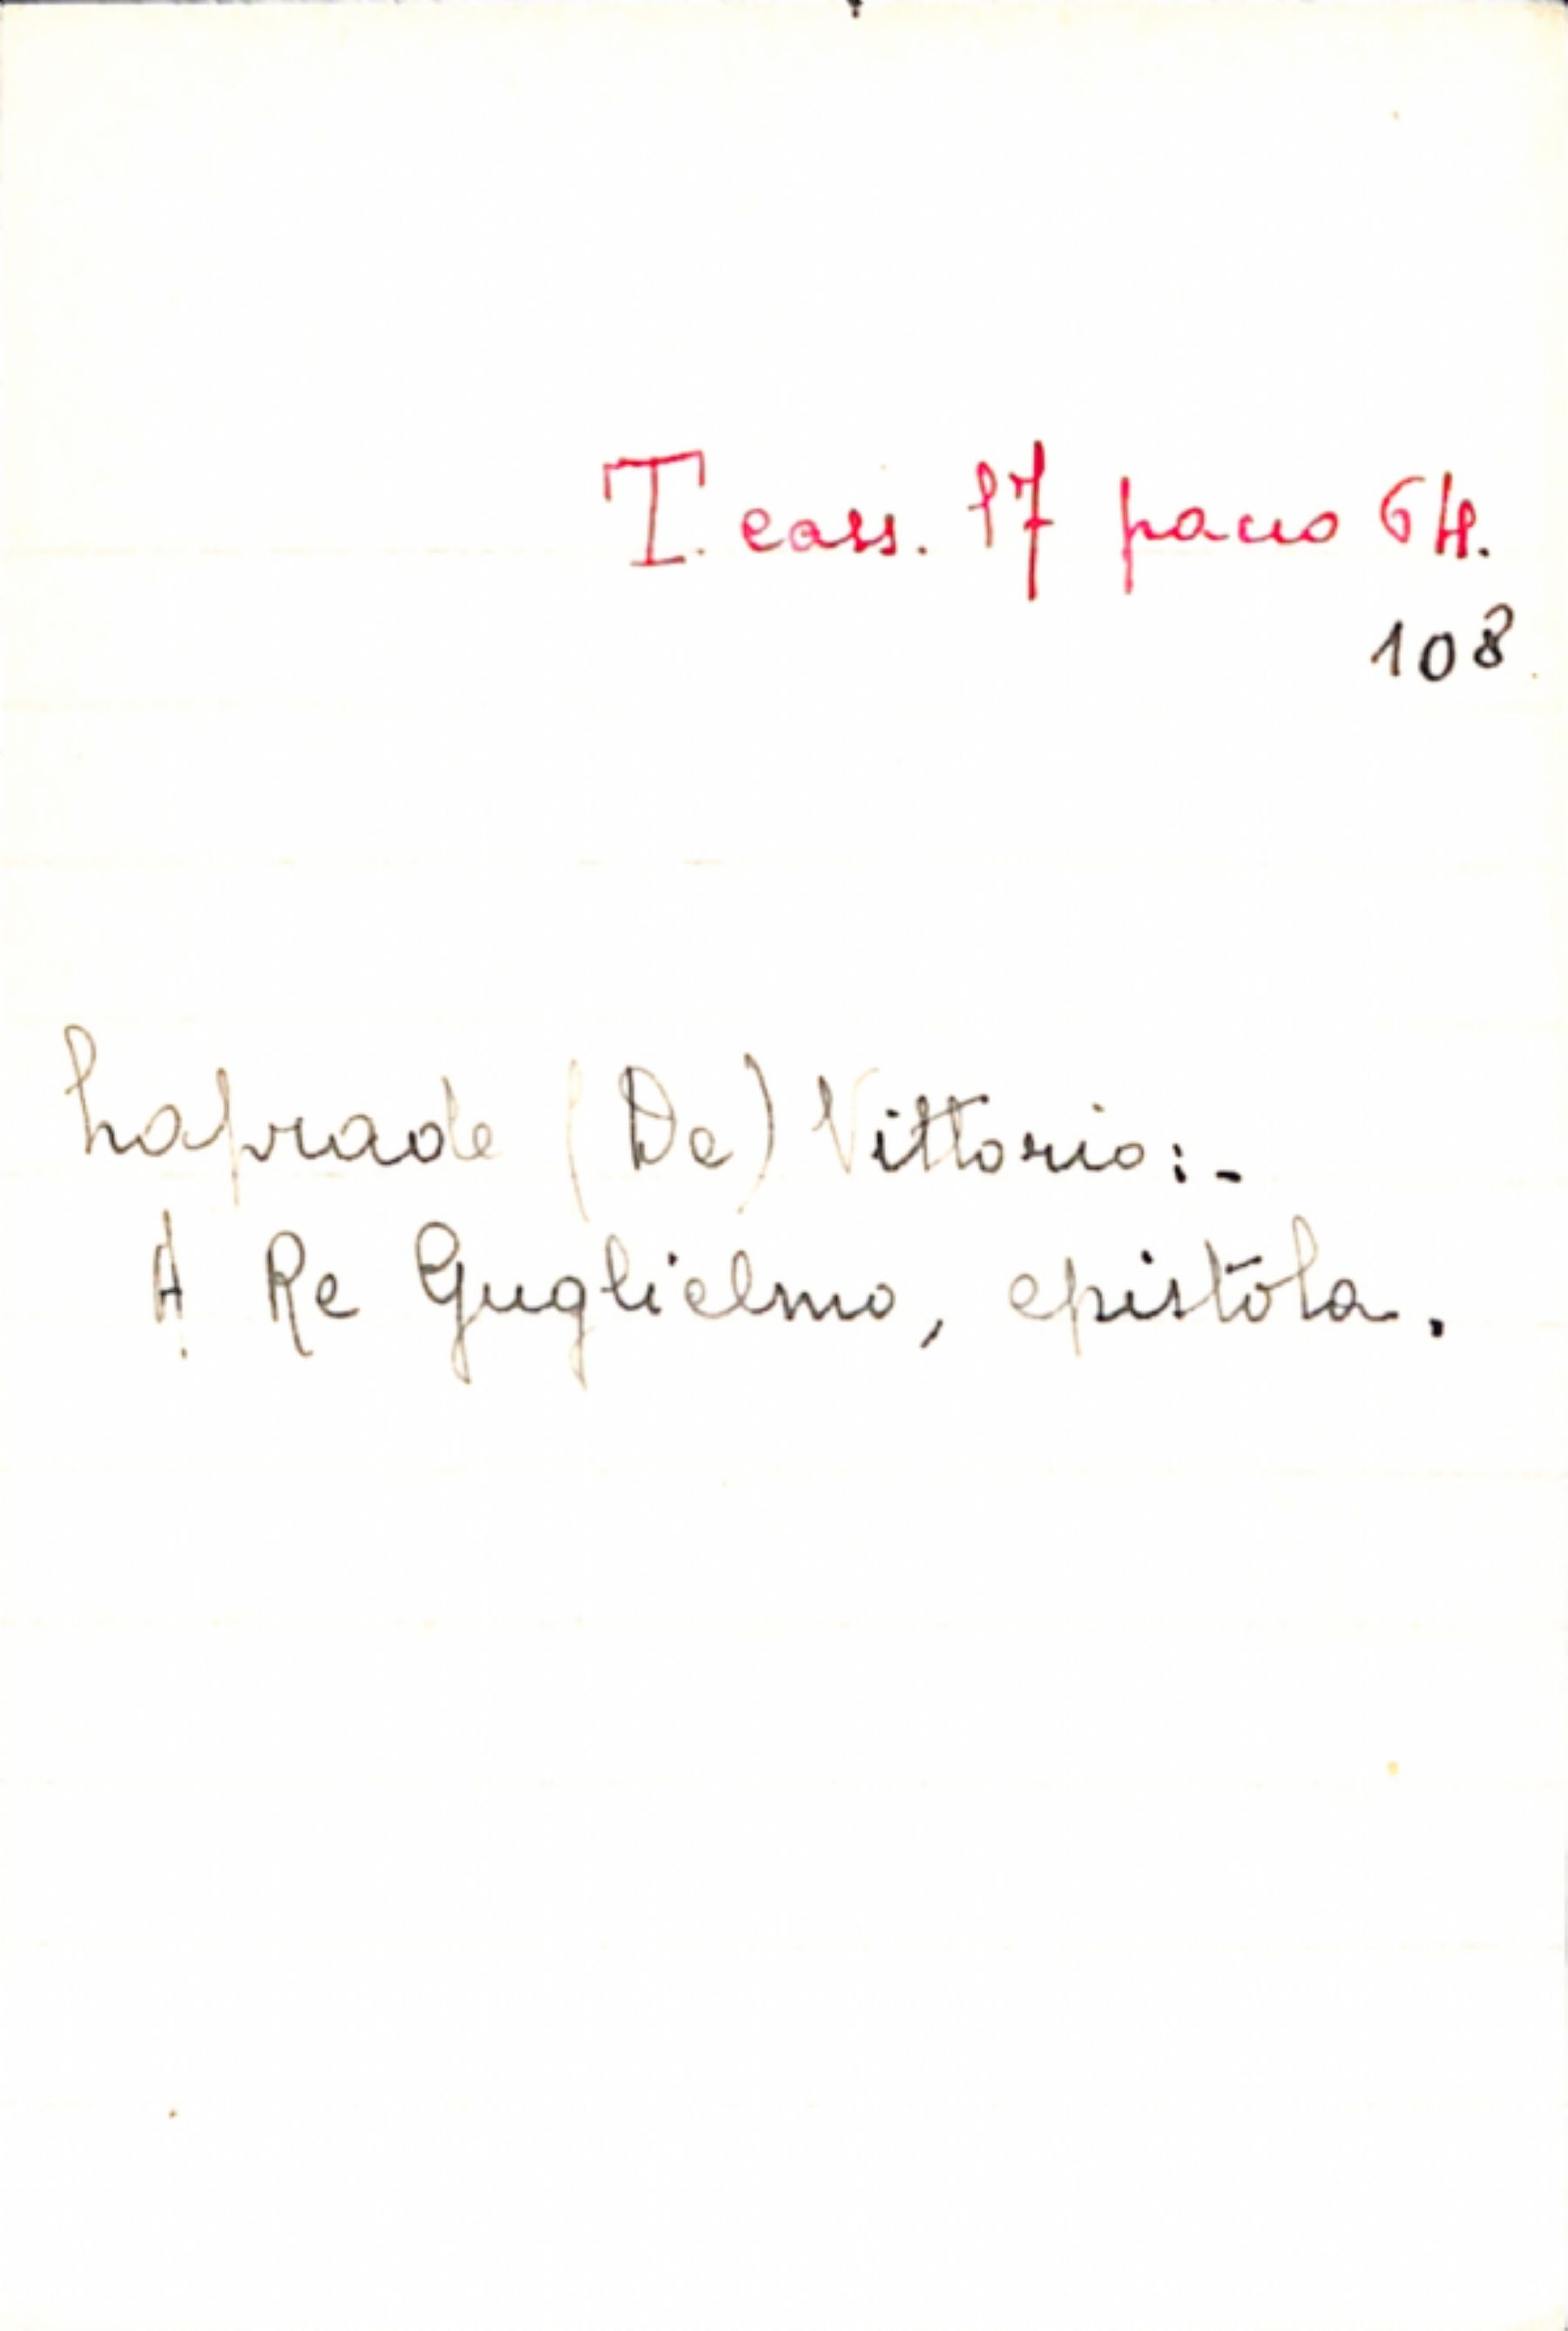 T. cass. 17 pacco 64.
108
Laprade (De) Vittorio:-
A Re Guglielmo, epistola.